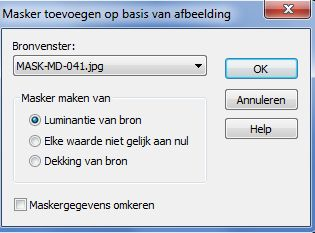 Masker toevoegen op basis van afbeelding
Bronvenster:
MASK-MD-041.jpg
OK
Masker maken van
Annuleren
Luminantie van bron
Help
Elke waarde niet gelijk aan nul
Dekking van bron
Maskergegevens omkeren